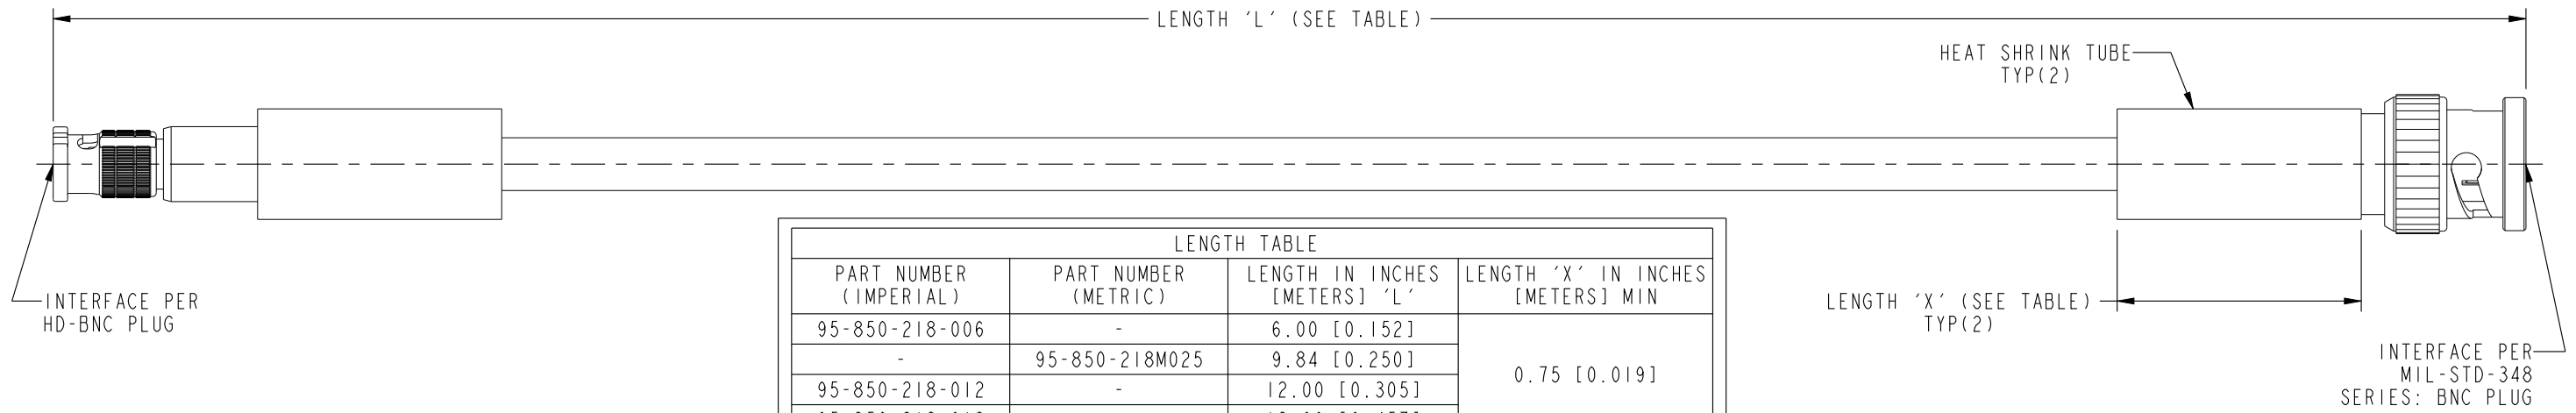 LENGTH 'L' (SEE TABLE)
HEAT SHRINK TUBE
TYP(2)
INTERFACE PER
HD-BNC PLUG
LENGTH 'X' (SEE TABLE)
TYP(2)
INTERFACE PER
MIL-STD-348
SERIES: BNC PLUG
LENGTH TABLE
PART NUMBER (IMPERIAL) PART NUMBER (METRIC) LENGTH IN INCHES [METERS] 'L' LENGTH 'X' IN INCHES [METERS] MIN
95-850-218-006 - 6.00 [0.152]
- 95-850-218M025 9.84 [0.250]
0.75 [0.019]
95-850-218-012 - 12.00 [0.305]